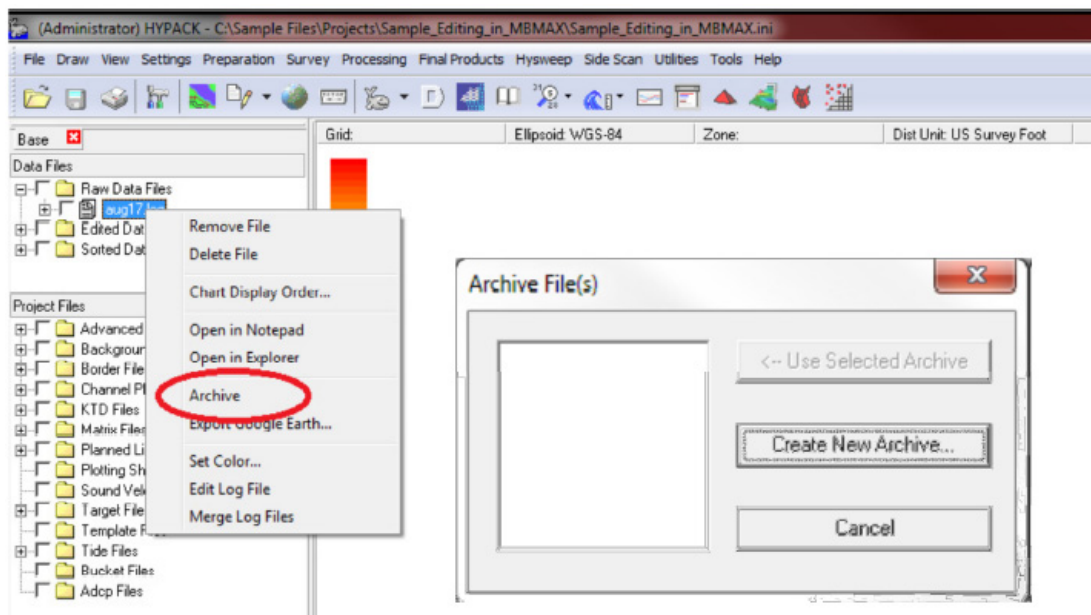 (Administrator) HYPACK - C:\Sample Files\Projects\Sample_Editing_in_MBMAX\Sample_Editing_in_MBMAX.ini
File Draw View Settings Preparation Survey Processing Final Products Hysweep Side Scan Utilities Tools Help
Base
Grid: Ellipsoid: WGS-84 Zone: Dist Unit: US Survey Foot
Data Files
Raw Data Files
aug17.log
Edited Dat
Sorted Dat
Remove File
Delete File
Chart Display Order...
Open in Notepad
Open in Explorer
Archive
Export Google Earth...
Set Color...
Edit Log File
Merge Log Files
Project Files
Advanced
Backgrour
Border File
Channel Pl
KTD Files
Matrix Files
Planned Li
Plotting Sh
Sound Vel
Target File
Template F
Tide Files
Bucket Files
Adcp Files
Archive File(s)
<-- Use Selected Archive
Create New Archive...
Cancel